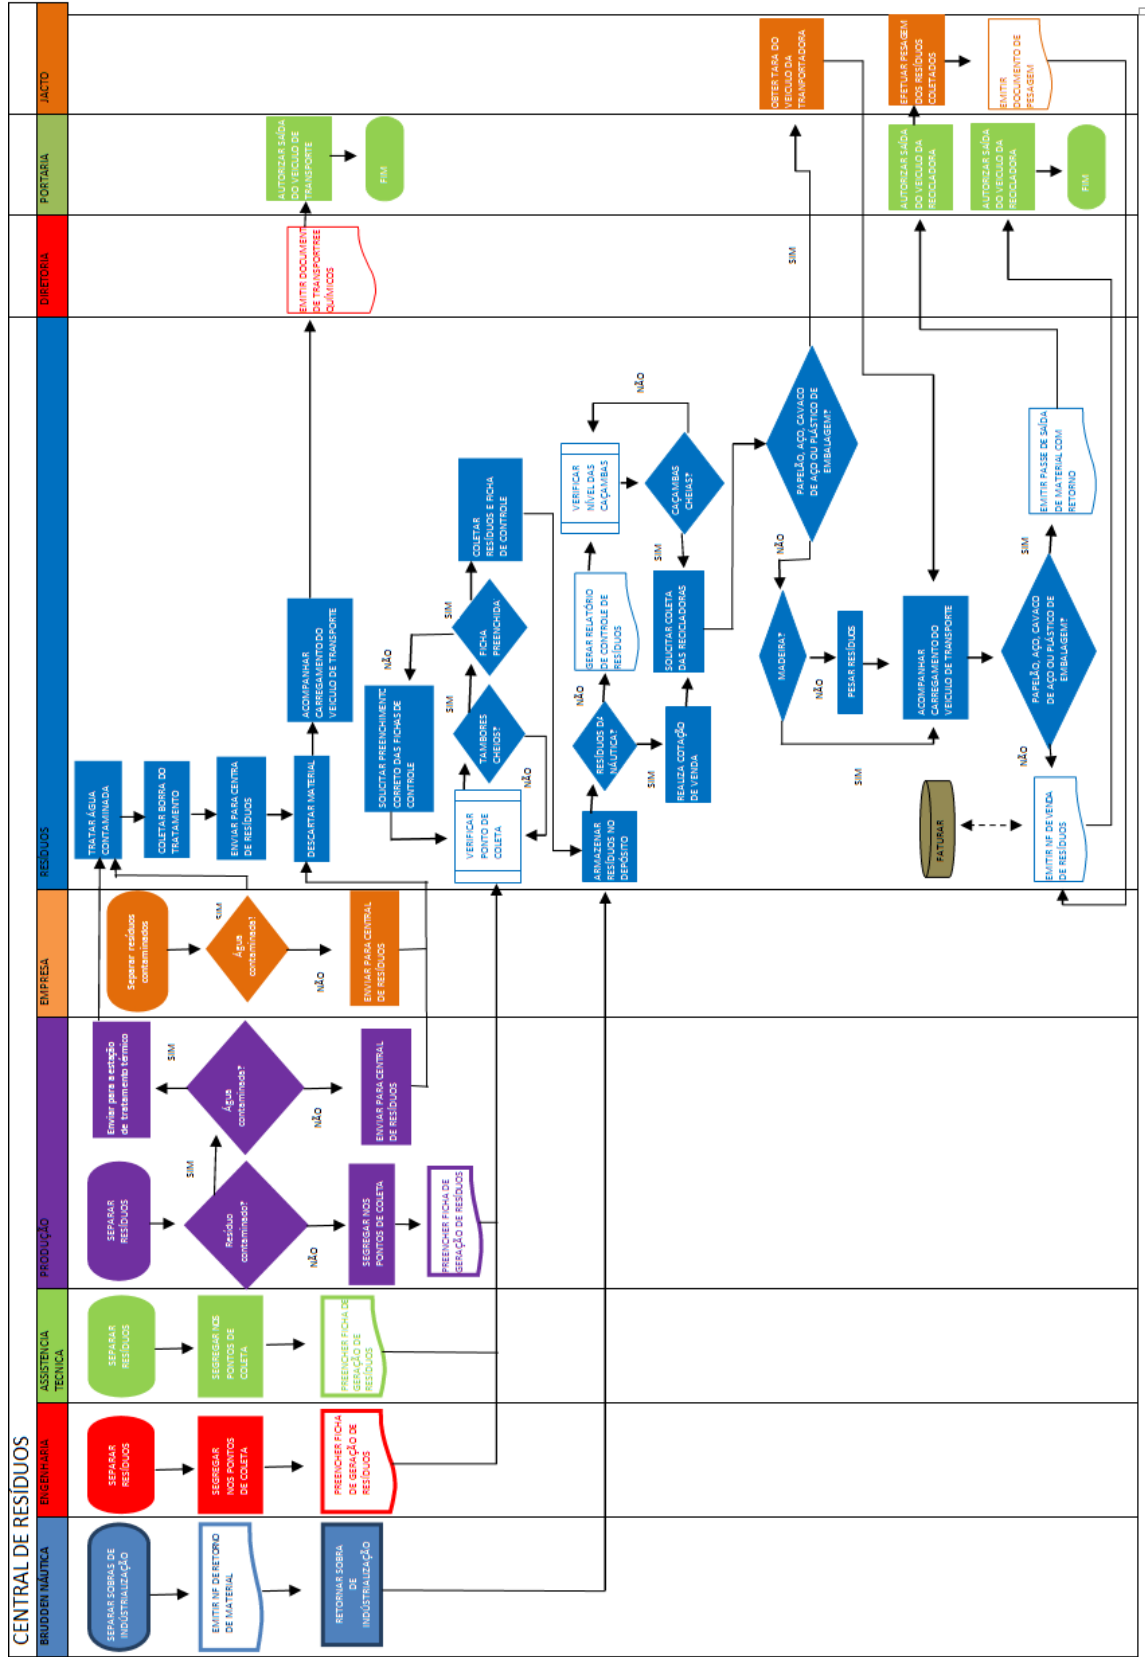 CENTRAL DE RESÍDUOS
BRUDDEN NÁUTICA
SEPARAR SOBRAS DE
INDÚSTRIALIZAÇÃO
EMITIR NF DE RETORNO
DE MATERIAL
RETORNAR SOBRA
DE
INDÚSTRIALIZAÇÃO
ENGENHARIA
SEPARAR
RESÍDUOS
SEGREGAR
NOS PONTOS
DE COLETA
PREENCHER FICHA
DE GERAÇÃO DE
RESÍDUOS
ASSISTENCIA
TECNICA
SEPARAR
RESÍDUOS
SEGREGAR NOS
PONTOS DE
COLETA
PREENCHER FICHA DE
GERAÇÃO DE
RESÍDUOS
PRODUÇÃO
SEPARAR
RESÍDUOS
Resíduo
contaminado?
SIM
NÃO
SEGREGAR NOS
PONTOS DE COLETA
PREENCHER FICHA DE
GERAÇÃO DE RESÍDUOS
Enviar para a estação
de tratamento térmico
SIM
Água
contaminada?
NÃO
ENVIAR PARA CENTRAL
DE RESÍDUOS
EMPRESA
Separar resíduos
contaminados
SIM
Água
contaminada?
NÃO
ENVIAR PARA CENTRAL
DE RESÍDUOS
RESÍDUOS
TRATAR ÁGUA
CONTAMINADA
COLETAR BORRA DO
TRATAMENTO
ENVIAR PARA CENTRA
DE RESÍDUOS
DESCARTAR MATERIAL
ACOMPANHAR
CARREGAMENTO DO
VEICULO DE TRANSPORTE
SOLICITAR PREENCHIMENTC
CORRETO DAS FICHAS DE
CONTROLE
VERIFICAR
PONTO DE
COLETA
TAMBORES
CHEIOS?
NÃO
SIM
FICHA
PREENCHIDA
NÃO
SIM
COLETAR
RESÍDUOS E FICHA
DE CONTROLE
ARMAZENAR
RESÍDUOS NO
DEPÓSITO
RESÍDUOS DA
NÁUTICA?
NÃO
SIM
GERAR RELATÓRIO
DE CONTROLE DE
RESÍDUOS
VERIFICAR
NÍVEL DAS
CAÇAMBAS
NÃO
CAÇAMBAS
CHEIAS?
SIM
REALIZA COTAÇÃO
DE VENDA
SOLICITAR COLETA
DAS RECICLADORAS
PAPELÃO, AÇO, CAVACO
DE AÇO OU PLÁSTICO DE
EMBALAGEM?
NÃO
SIM
MADEIRA?
NÃO
SIM
PESAR RESÍDUOS
ACOMPANHAR
CARREGAMENTO DO
VEICULO DE TRANSPORTE
PAPELÃO, AÇO, CAVACO
DE AÇO OU PLÁSTICO DE
EMBALAGEM?
NÃO
SIM
FATURAR
EMITIR NF DE VENDA
DE RESÍDUOS
EMITIR PASSE DE SAÍDA
DE MATERIAL COM
RETORNO
DIRETORIA
EMITIR DOCUMENT
DE TRANSPORTREE
QUÍMICOS
PORTARIA
AUTORIZAR SAÍDA
DO VEICULO DE
TRANSPORTE
FIM
AUTORIZAR SAÍDA
DO VEICULO DA
RECICLADORA
AUTORIZAR SAÍDA
DO VEICULO DA
RECICLADORA
FIM
JACTO
OBTER TARA DO
VEICULO DA
TRANPORTADORA
EFETUAR PESAGEM
DOS RESÍDUOS
COLETADOS
EMITIR
DOCUMENTO DE
PESAGEM